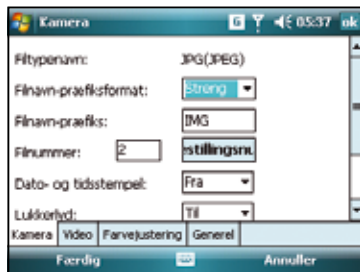 Kamera G 05:37 ok
Filtypenavn: JPG(JPEG)
Filnavn-præfiksformat: Streng
Filnavn-præfiks: IMG
Filnummer: 2 estillingsnu
Dato- og tidsstempel: Fra
Lukkerlyd: Til
Kamera Video Farvejustering Generel
Færdig Annuller